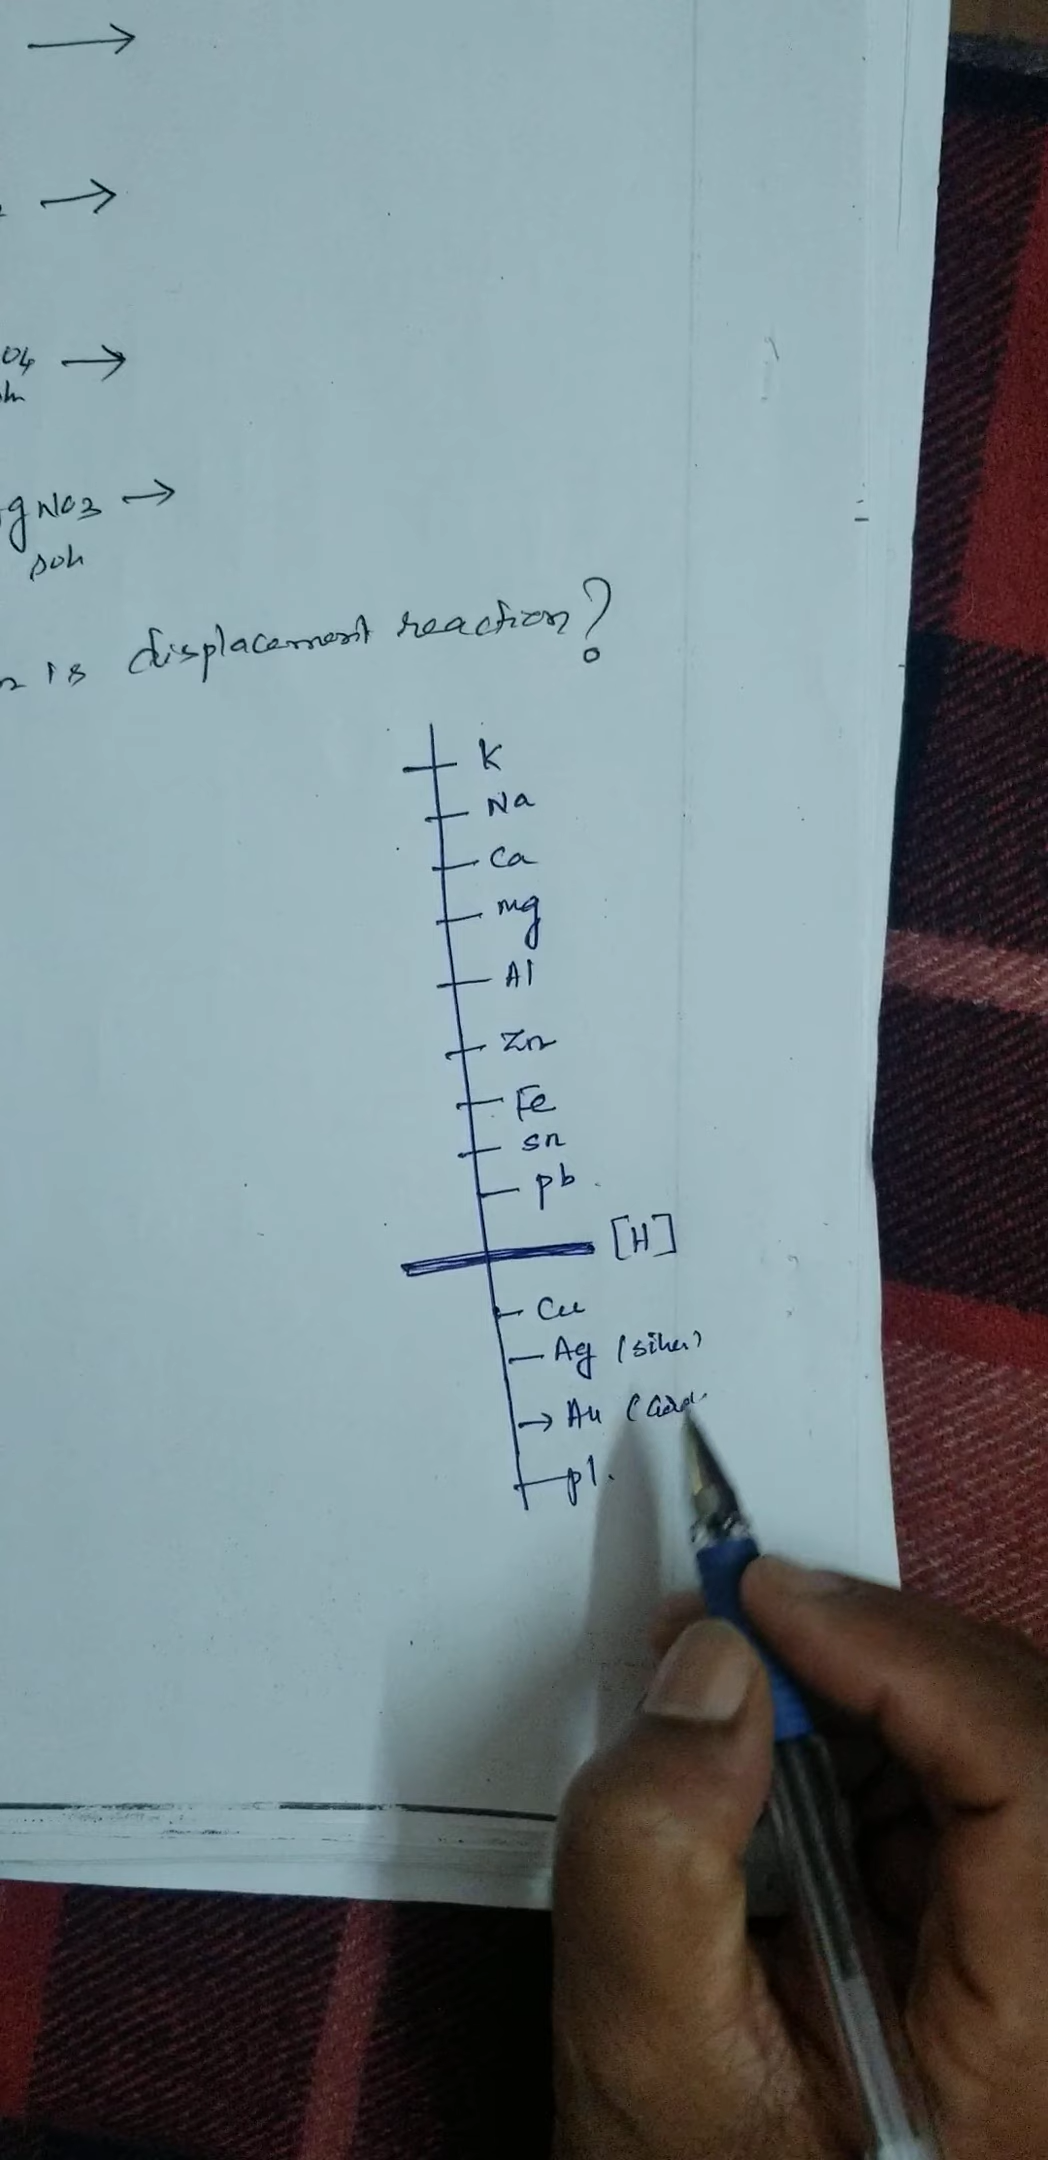 →
→
O4 →
gNO3 →
soln
is displacement reaction?
K
Na
Ca
mg
Al
Zn
Fe
sn
pb
[H]
Cu
Ag (silver)
→ Au (Gold
pl.